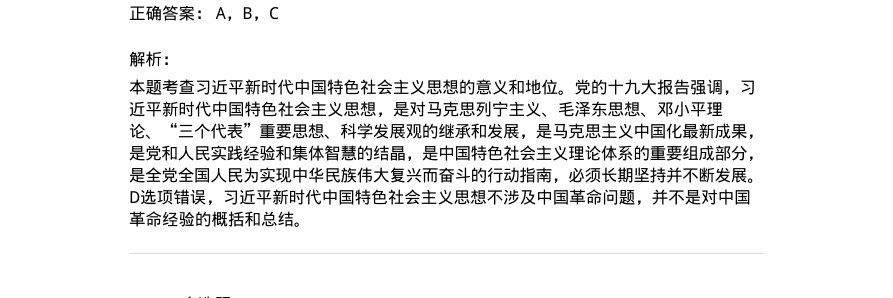 正确答案： A，B，C
解析：
本题考查习近平新时代中国特色社会主义思想的意义和地位。党的十九大报告强调，习
近平新时代中国特色社会主义思想，是对马克思列宁主义、毛泽东思想、邓小平理
论、“三个代表”重要思想、科学发展观的继承和发展，是马克思主义中国化最新成果，
是党和人民实践经验和集体智慧的结晶，是中国特色社会主义理论体系的重要组成部分，
是全党全国人民为实现中华民族伟大复兴而奋斗的行动指南，必须长期坚持并不断发展。
D选项错误，习近平新时代中国特色社会主义思想不涉及中国革命问题，并不是对中国
革命经验的概括和总结。